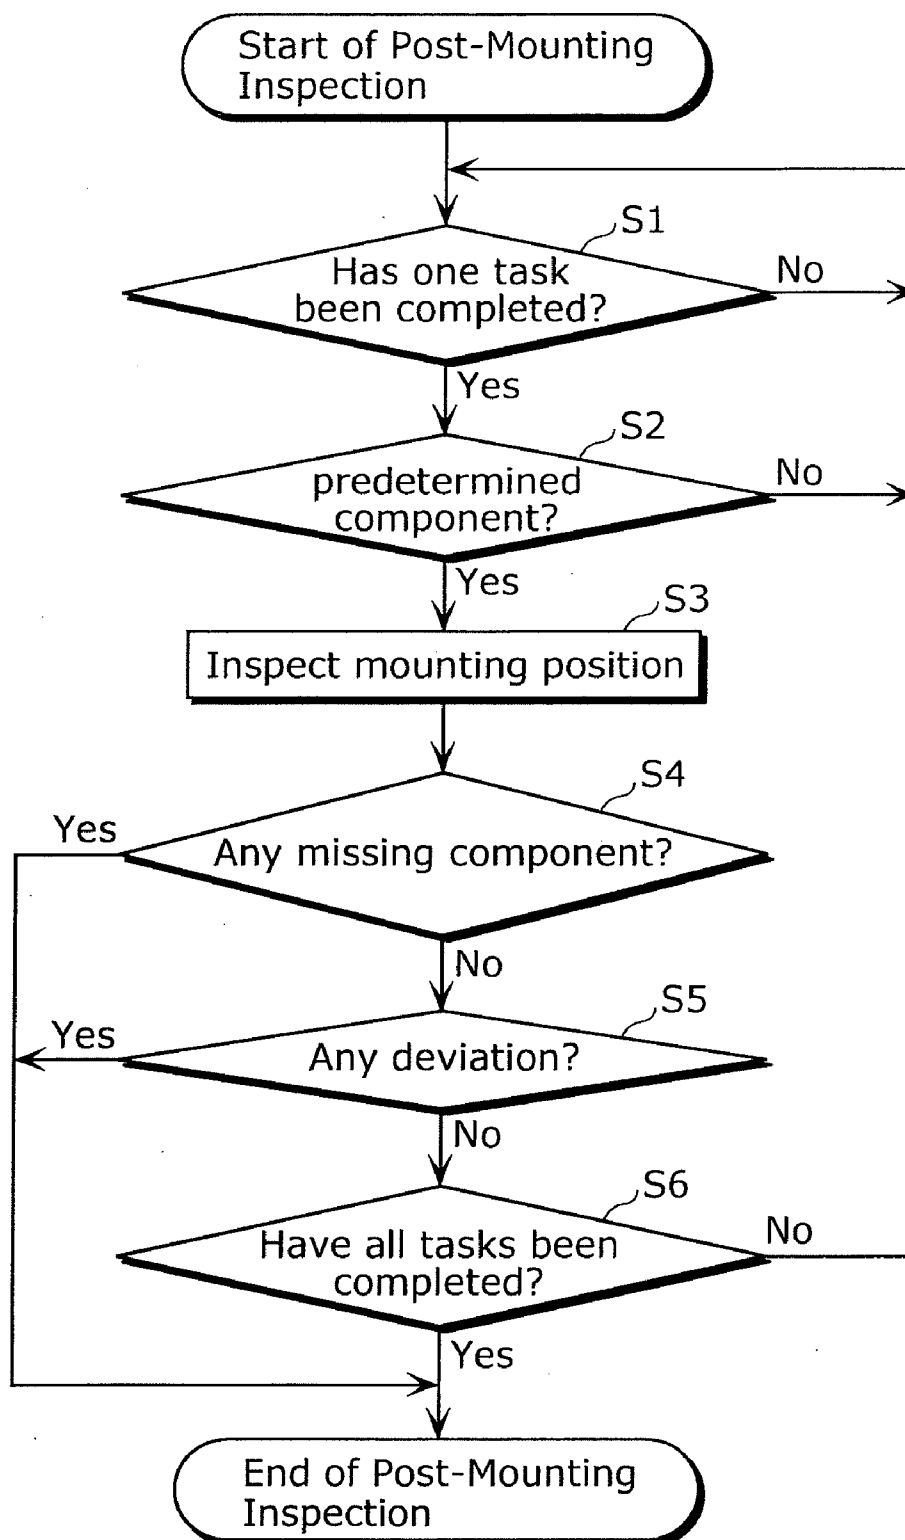 Start of Post-Mounting
Inspection
S1
Has one task
been completed?
No
Yes
S2
predetermined
component?
No
Yes
S3
Inspect mounting position
S4
Yes
Any missing component?
No
S5
Yes
Any deviation?
No
S6
Have all tasks been
completed?
No
Yes
End of Post-Mounting
Inspection